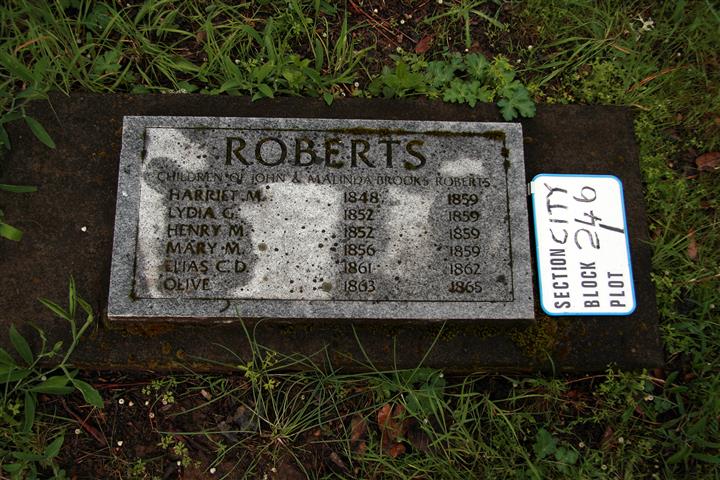 ROBERTS
CHILDREN OF JOHN & MALINDA BROOKS ROBERTS
HARRIET M. 1848 1859
LYDIA G. 1852 1859
HENRY M. 1852 1859
MARY M. 1856 1859
ELIAS C.D. 1861 1862
OLIVE 1863 1865
SECTION CITY
BLOCK 246
PLOT /